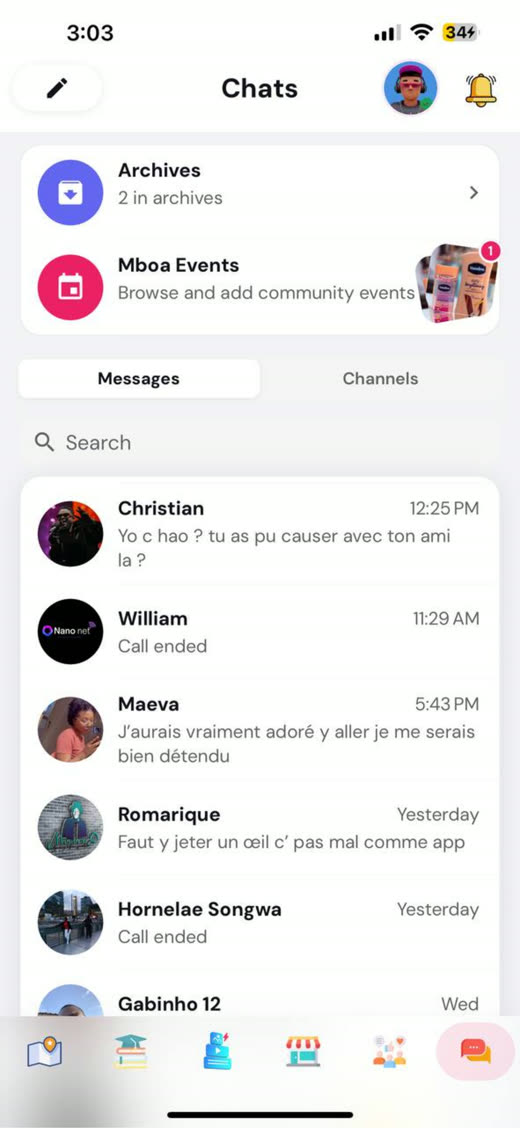 3:03
34
Chats
Archives
2 in archives
Mboa Events
Browse and add community events
1
Messages
Channels
Search
Christian
12:25 PM
Yo c hao ? tu as pu causer avec ton ami
la ?
William
11:29 AM
Nano net
Call ended
Maeva
5:43 PM
J'aurais vraiment adoré y aller je me serais
bien détendu
Romarique
Yesterday
Faut y jeter un œil c' pas mal comme app
Hornelae Songwa
Yesterday
Call ended
Gabinho 12
Wed